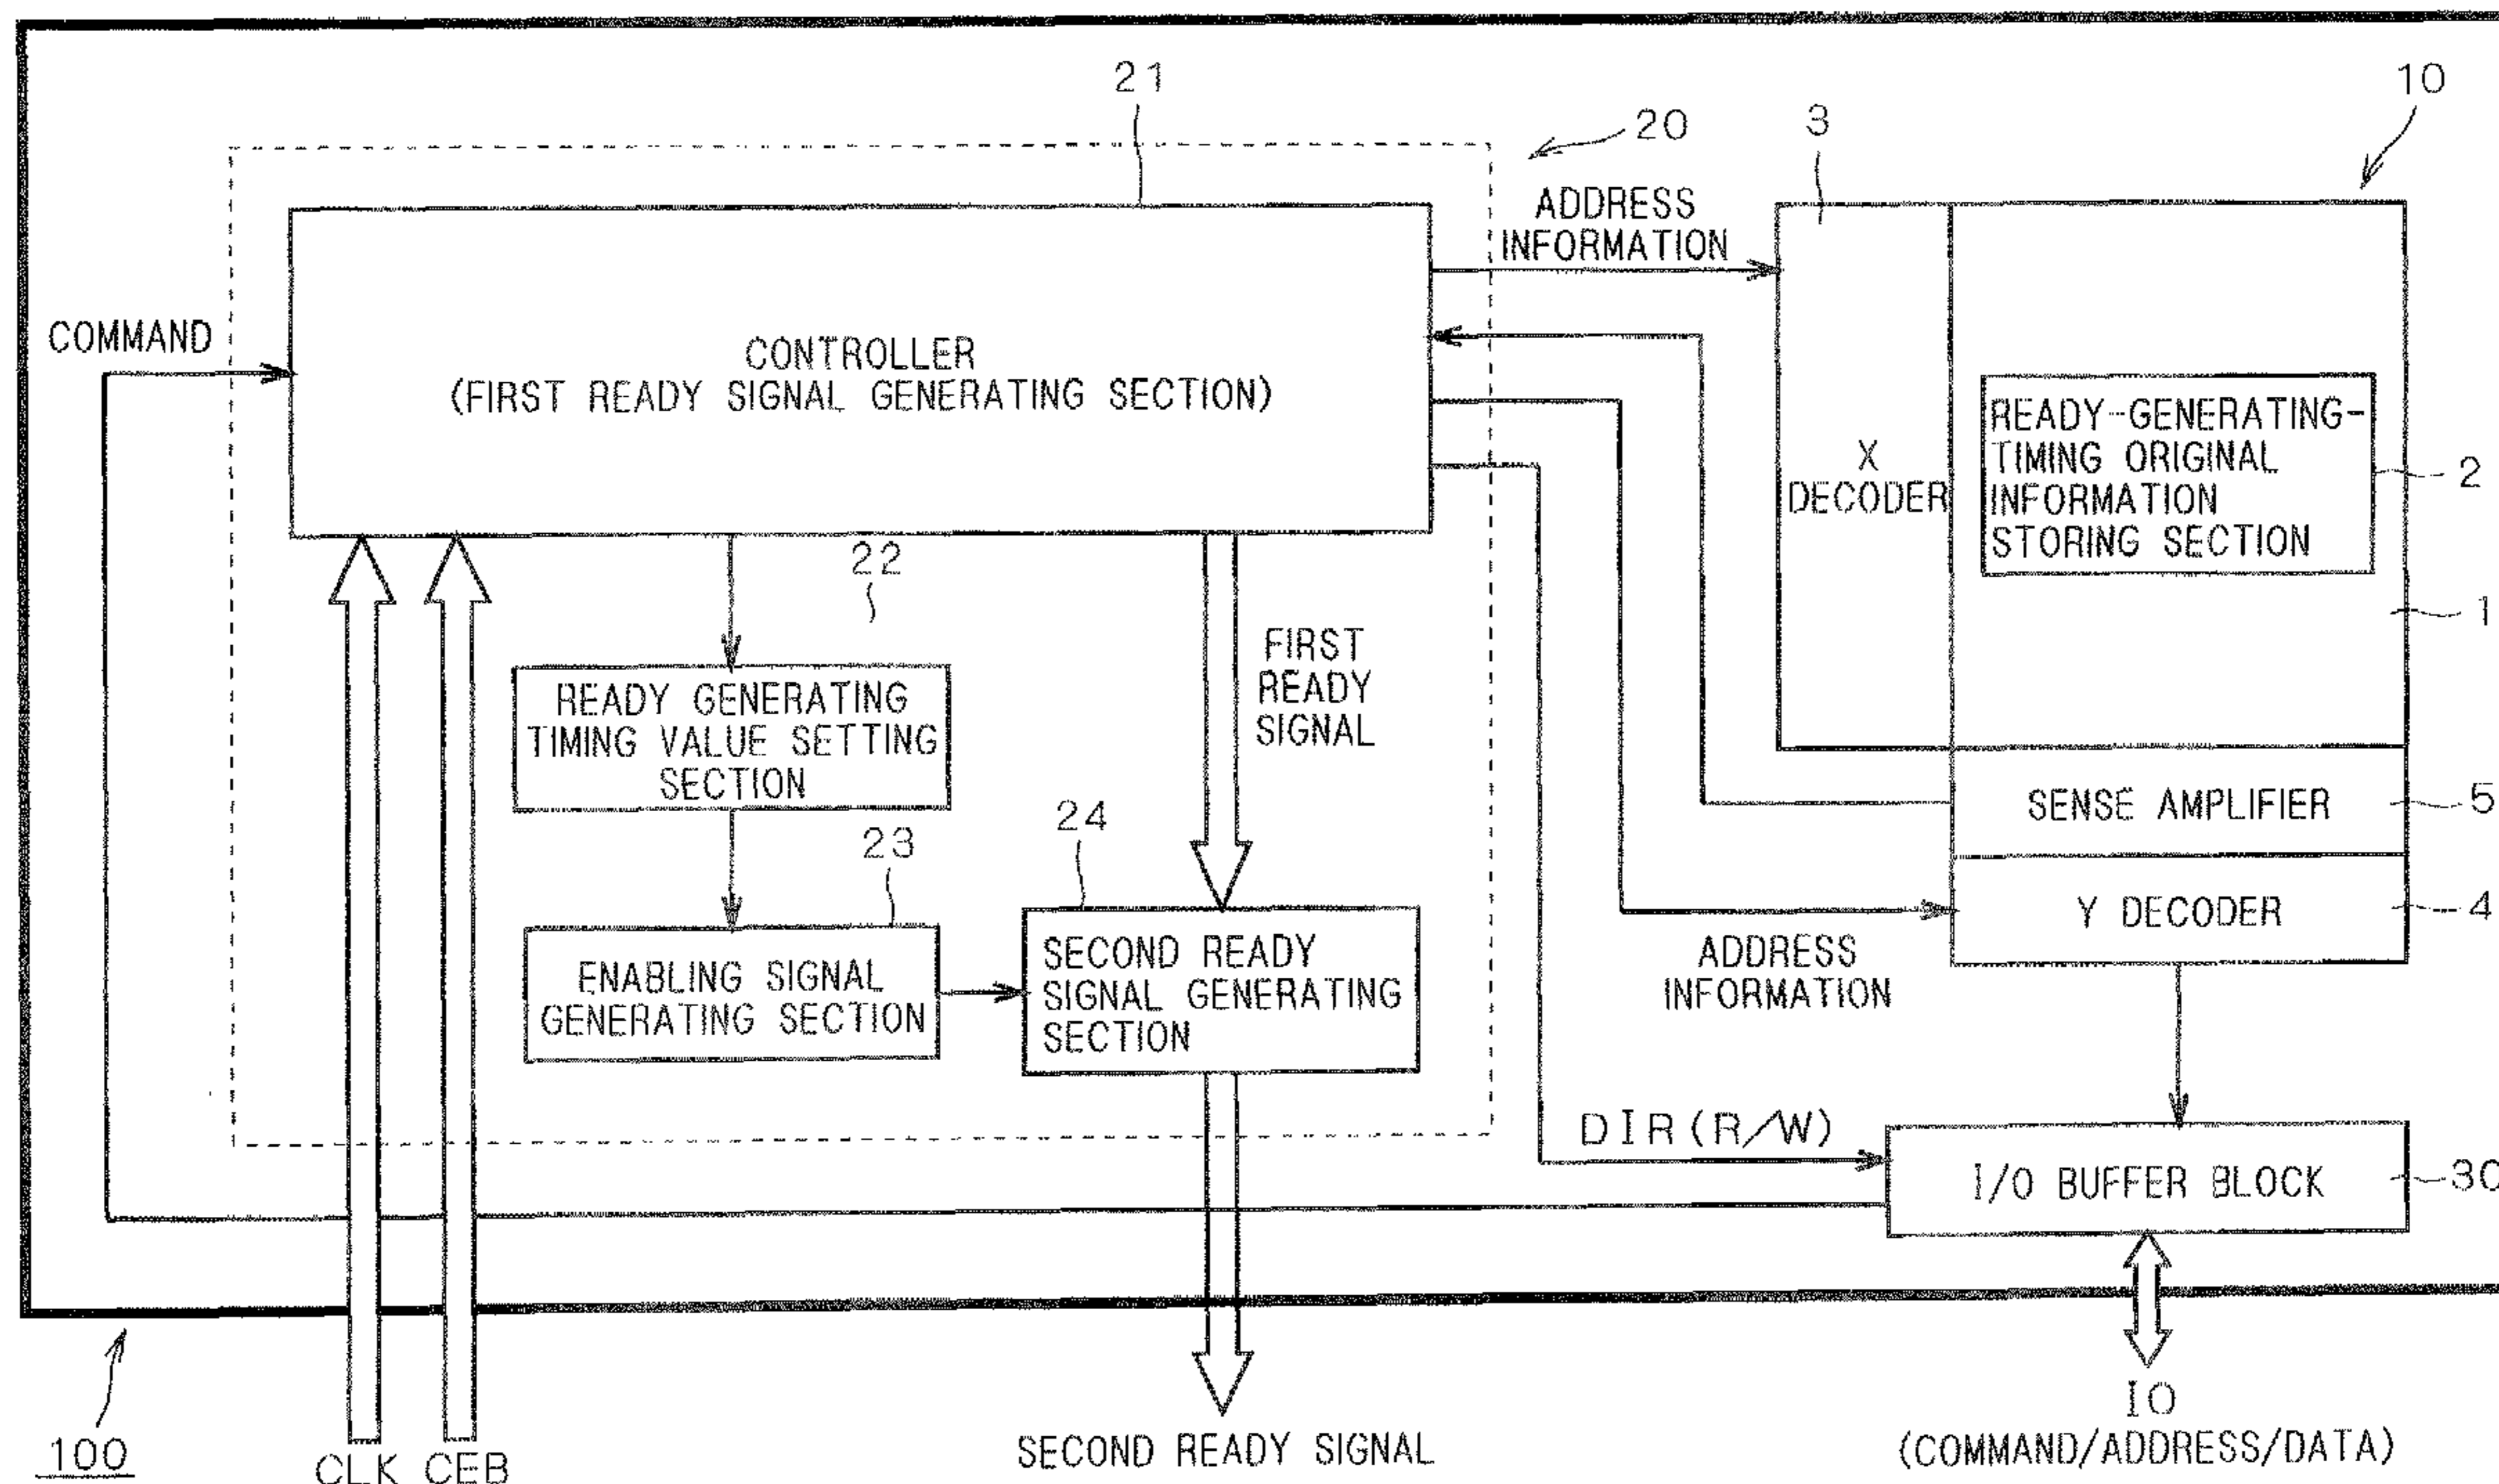 21
10
20
3
ADDRESS
INFORMATION
COMMAND
CONTROLLER
(FIRST READY SIGNAL GENERATING SECTION)
X
DECODER
READY-GENERATING-
TIMING ORIGINAL
INFORMATION
STORING SECTION
2
22
1
FIRST
READY
SIGNAL
READY GENERATING
TIMING VALUE SETTING
SECTION
SENSE AMPLIFIER
5
23
24
Y DECODER
4
ENABLING SIGNAL
GENERATING SECTION
SECOND READY
SIGNAL GENERATING
SECTION
ADDRESS
INFORMATION
DIR(R/W)
I/O BUFFER BLOCK
30
100
CLK
CEB
SECOND READY SIGNAL
IO
(COMMAND/ADDRESS/DATA)